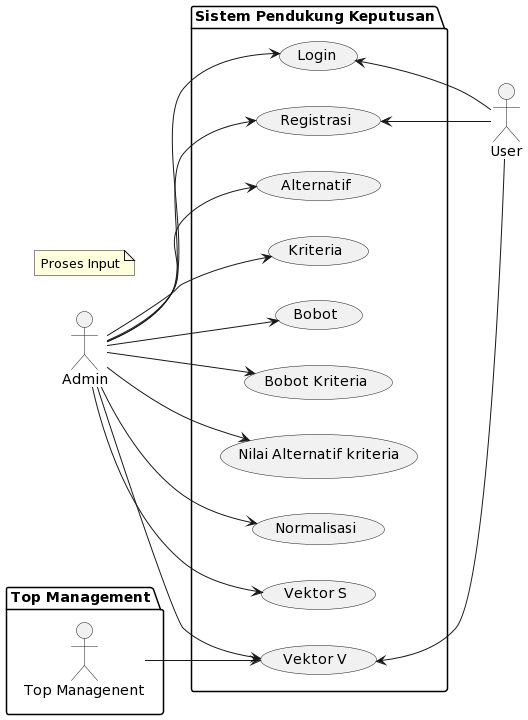 Sistem Pendukung Keputusan
Login
Registrasi
User
Alternatif
Kriteria
Proses Input
Bobot
Admin
Bobot Kriteria
Nilai Alternatif kriteria
Normalisasi
Vektor S
Top Management
Vektor V
Top Managenent